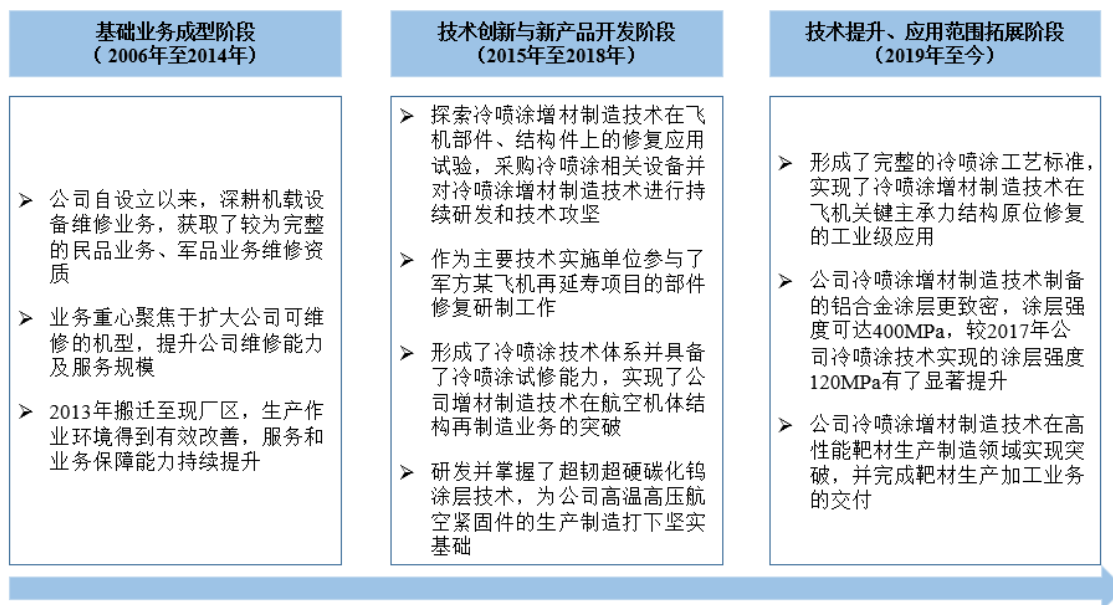 基础业务成型阶段
（ 2006年至2014年）
➢ 公司自设立以来，深耕机载设
备维修业务，获取了较为完整
的民品业务、军品业务维修资
质
➢ 业务重心聚焦于扩大公司可维
修的机型，提升公司维修能力
及服务规模
➢ 2013年搬迁至现厂区，生产作
业环境得到有效改善，服务和
业务保障能力持续提升
技术创新与新产品开发阶段
（2015年至2018年）
➢ 探索冷喷涂增材制造技术在飞
机部件、结构件上的修复应用
试验，采购冷喷涂相关设备并
对冷喷涂增材制造技术进行持
续研发和技术攻坚
➢ 作为主要技术实施单位参与了
军方某飞机再延寿项目的部件
修复研制工作
➢ 形成了冷喷涂技术体系并具备
了冷喷涂试修能力，实现了公
司增材制造技术在航空机体结
构再制造业务的突破
➢ 研发并掌握了超韧超硬碳化钨
涂层技术，为公司高温高压航
空紧固件的生产制造打下坚实
基础
技术提升、应用范围拓展阶段
（2019年至今）
➢ 形成了完整的冷喷涂工艺标准，
实现了冷喷涂增材制造技术在
飞机关键主承力结构原位修复
的工业级应用
➢ 公司冷喷涂增材制造技术制备
的铝合金涂层更致密，涂层强
度可达400MPa，较2017年公
司冷喷涂技术实现的涂层强度
120MPa有了显著提升
➢ 公司冷喷涂增材制造技术在高
性能靶材生产制造领域实现突
破，并完成靶材生产加工业务
的交付